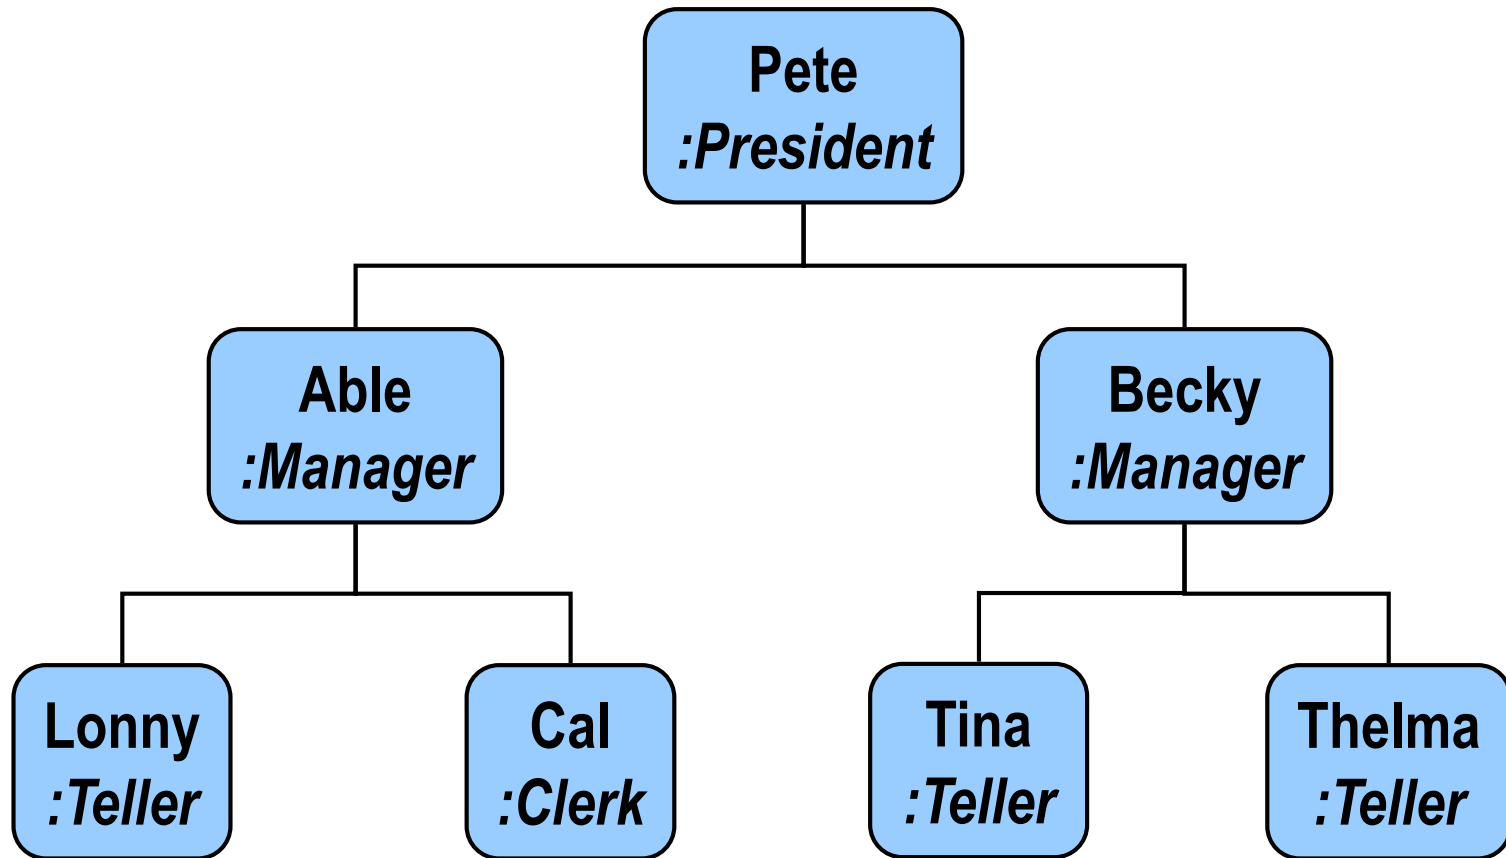 Pete
:President
Able
:Manager
Becky
:Manager
Lonny
:Teller
Cal
:Clerk
Tina
:Teller
Thelma
:Teller